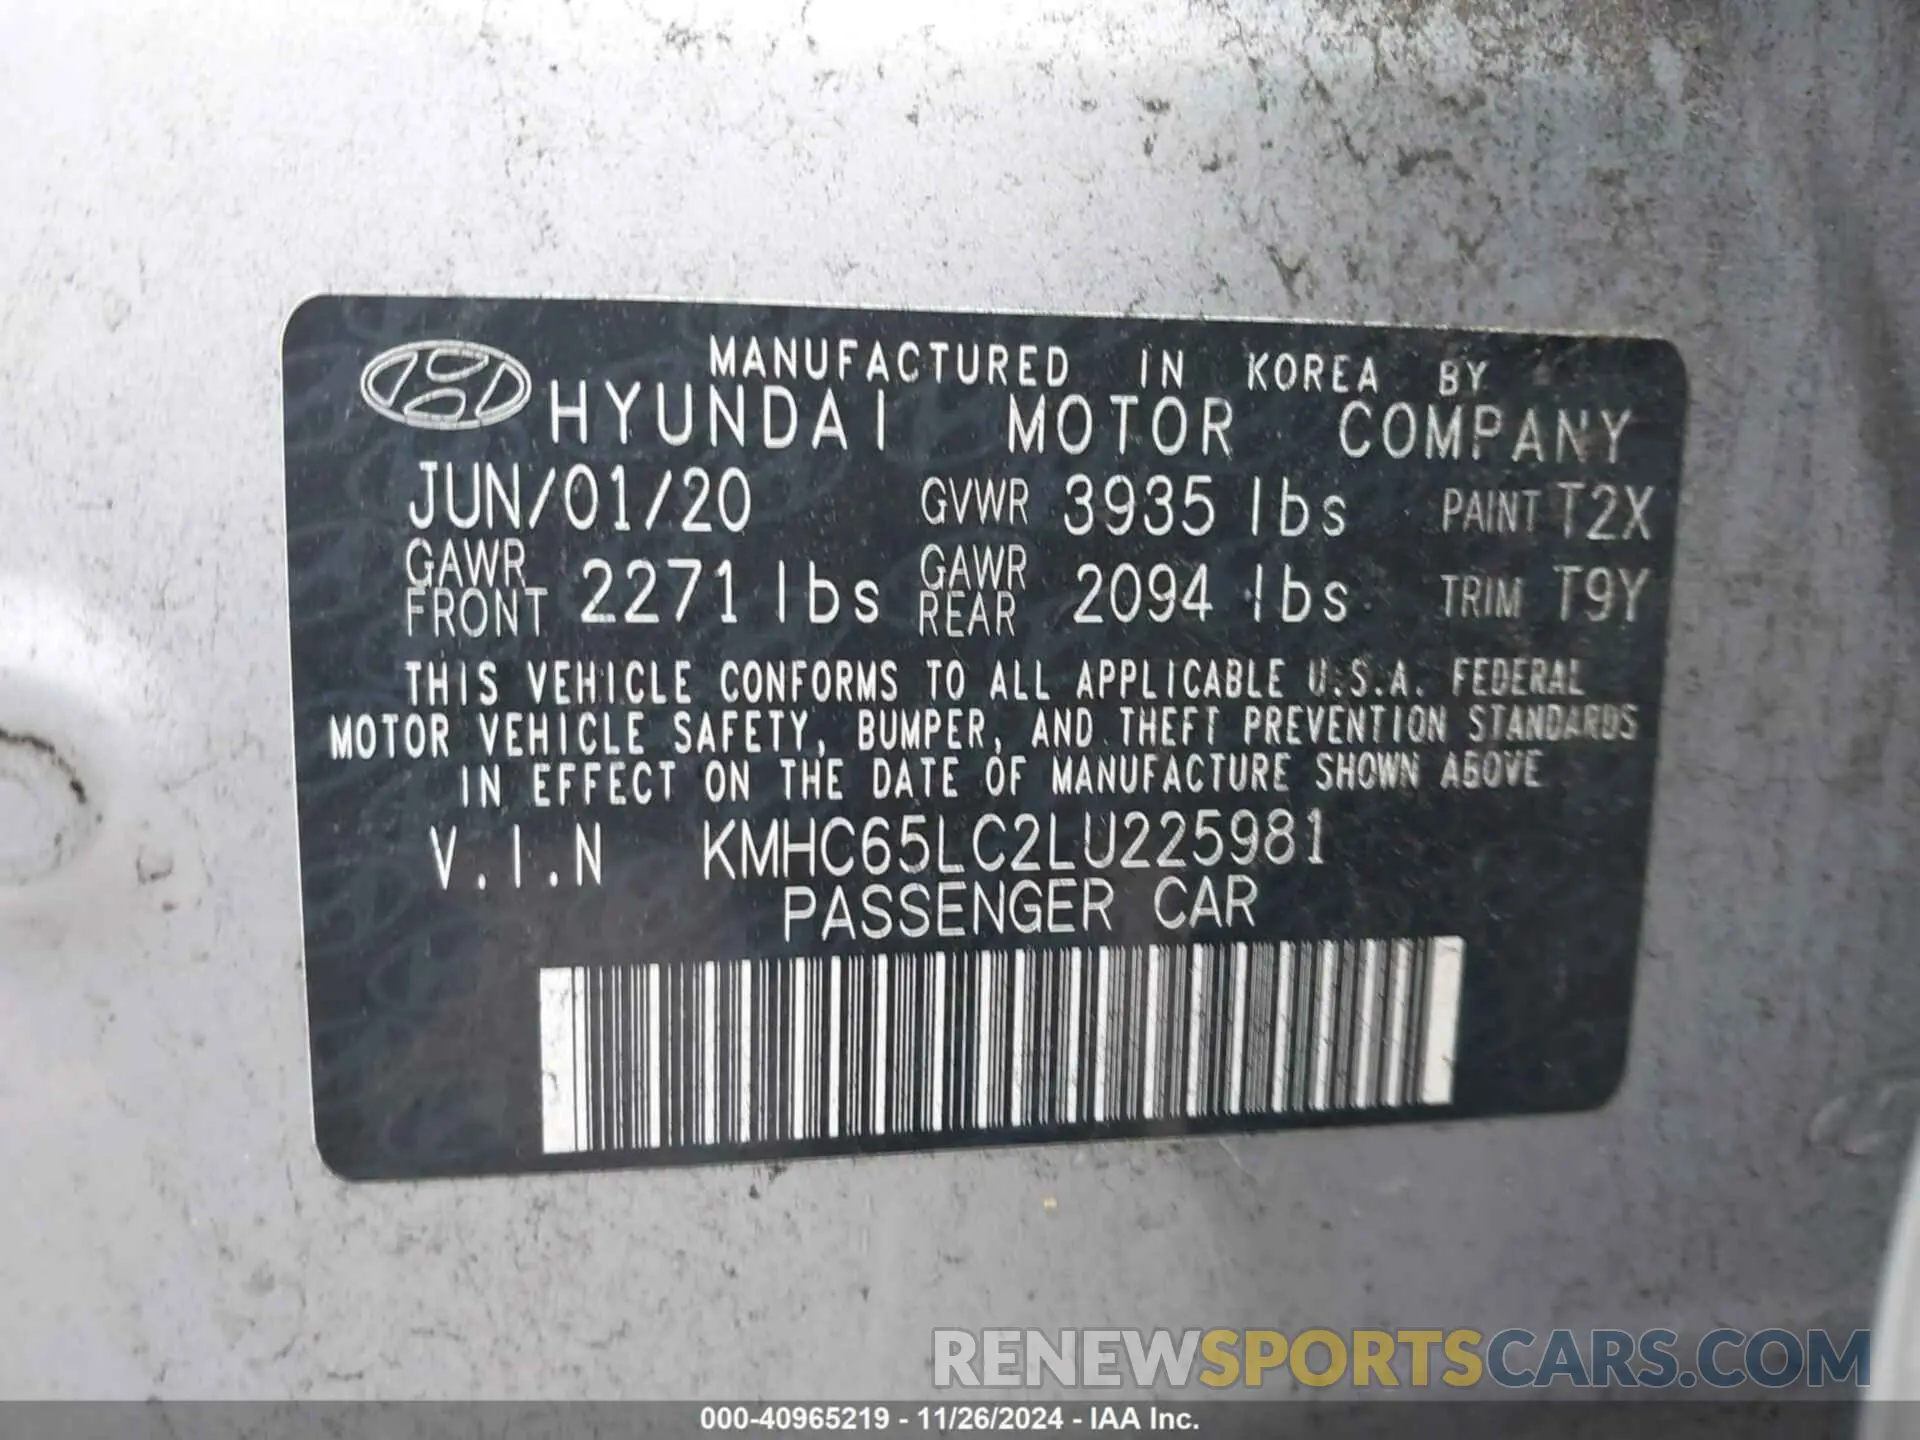 MANUFACTURED IN KOREA BY
HYUNDAI MOTOR COMPANY
JUN/01/20 GVWR 3935 lbs PAINT T2X
GAWR FRONT 2271 lbs GAWR REAR 2094 lbs TRIM T9Y
THIS VEHICLE CONFORMS TO ALL APPLICABLE U.S.A. FEDERAL
MOTOR VEHICLE SAFETY, BUMPER, AND THEFT PREVENTION STANDARDS
IN EFFECT ON THE DATE OF MANUFACTURE SHOWN ABOVE
V.I.N KMHC65LC2LU225981
PASSENGER CAR
RENEWSPORTSCARS.COM
000-40965219 - 11/26/2024 - IAA Inc.